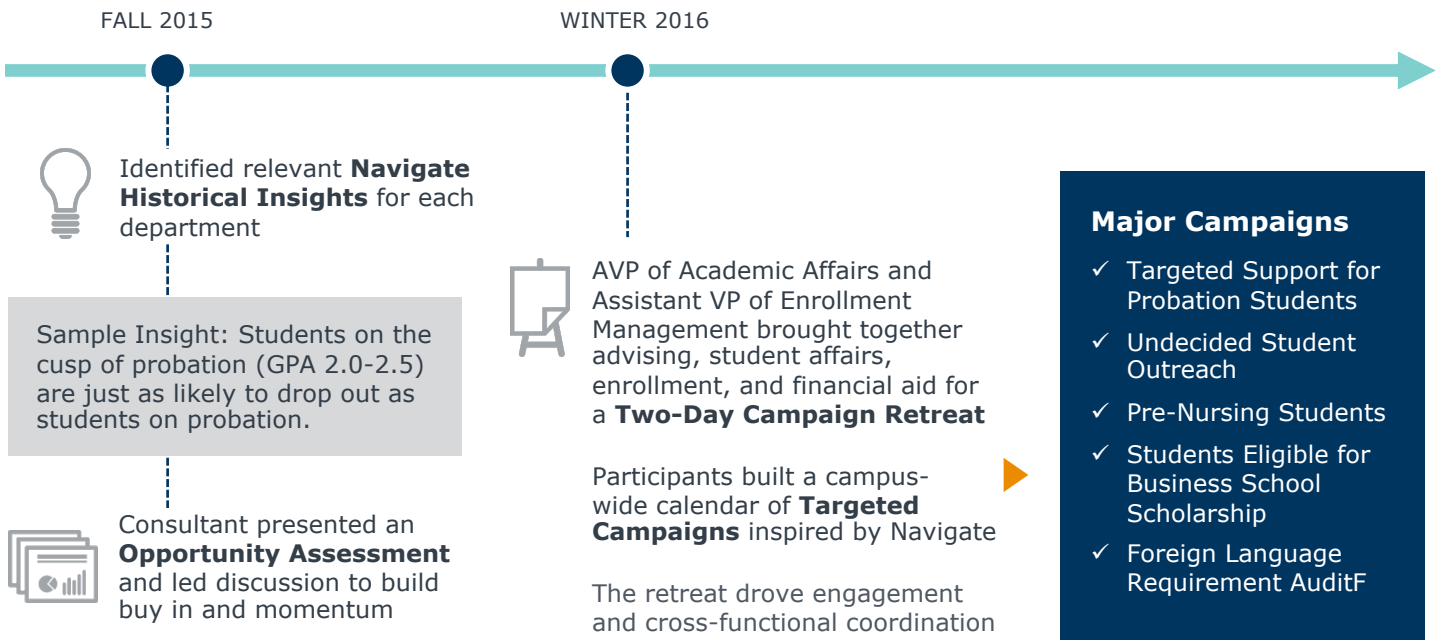 FALL 2015
WINTER 2016
Identified relevant Navigate
Historical Insights for each
department
Sample Insight: Students on the
cusp of probation (GPA 2.0-2.5)
are just as likely to drop out as
students on probation.
Consultant presented an
Opportunity Assessment
and led discussion to build
buy in and momentum
AVP of Academic Affairs and
Assistant VP of Enrollment
Management brought together
advising, student affairs,
enrollment, and financial aid for
a Two-Day Campaign Retreat
Participants built a campus-
wide calendar of Targeted
Campaigns inspired by Navigate
The retreat drove engagement
and cross-functional coordination
Major Campaigns
✓ Targeted Support for
Probation Students
✓ Undecided Student
Outreach
✓ Pre-Nursing Students
✓ Students Eligible for
Business School
Scholarship
✓ Foreign Language
Requirement AuditF